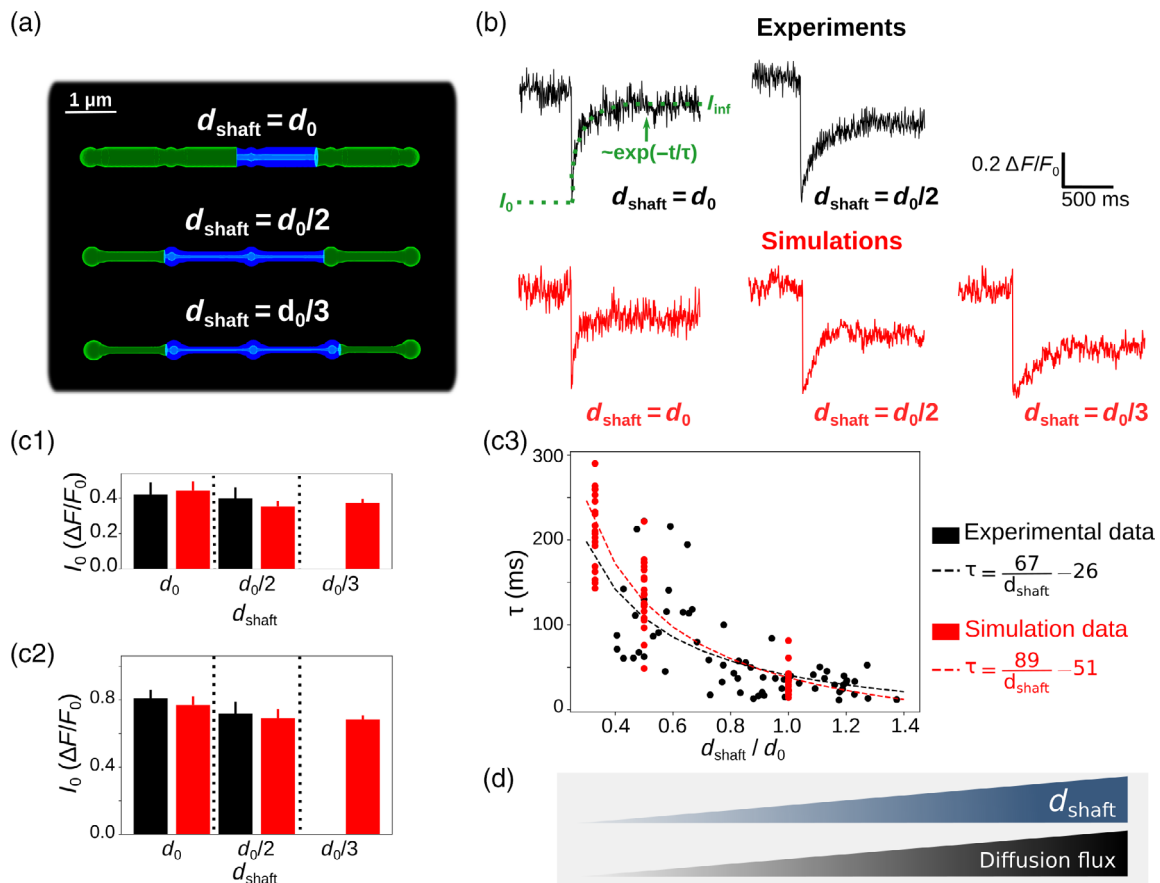 (a)
1 µm
d_shaft = d_0
d_shaft = d_0/2
d_shaft = d_0/3
(b)
Experiments
I_inf
~exp(−t/τ)
I_0
d_shaft = d_0
d_shaft = d_0/2
0.2 ΔF/F_0
500 ms
Simulations
d_shaft = d_0
d_shaft = d_0/2
d_shaft = d_0/3
(c1)
I_0 (ΔF/F_0)
0.4
0.0
d_0
d_0/2
d_0/3
d_shaft
(c2)
I_0 (ΔF/F_0)
0.8
0.4
0.0
d_0
d_0/2
d_0/3
d_shaft
(c3)
τ (ms)
300
200
100
0
0.4
0.6
0.8
1.0
1.2
1.4
d_shaft / d_0
Experimental data
τ = 67/d_shaft −26
Simulation data
τ = 89/d_shaft −51
(d)
d_shaft
Diffusion flux